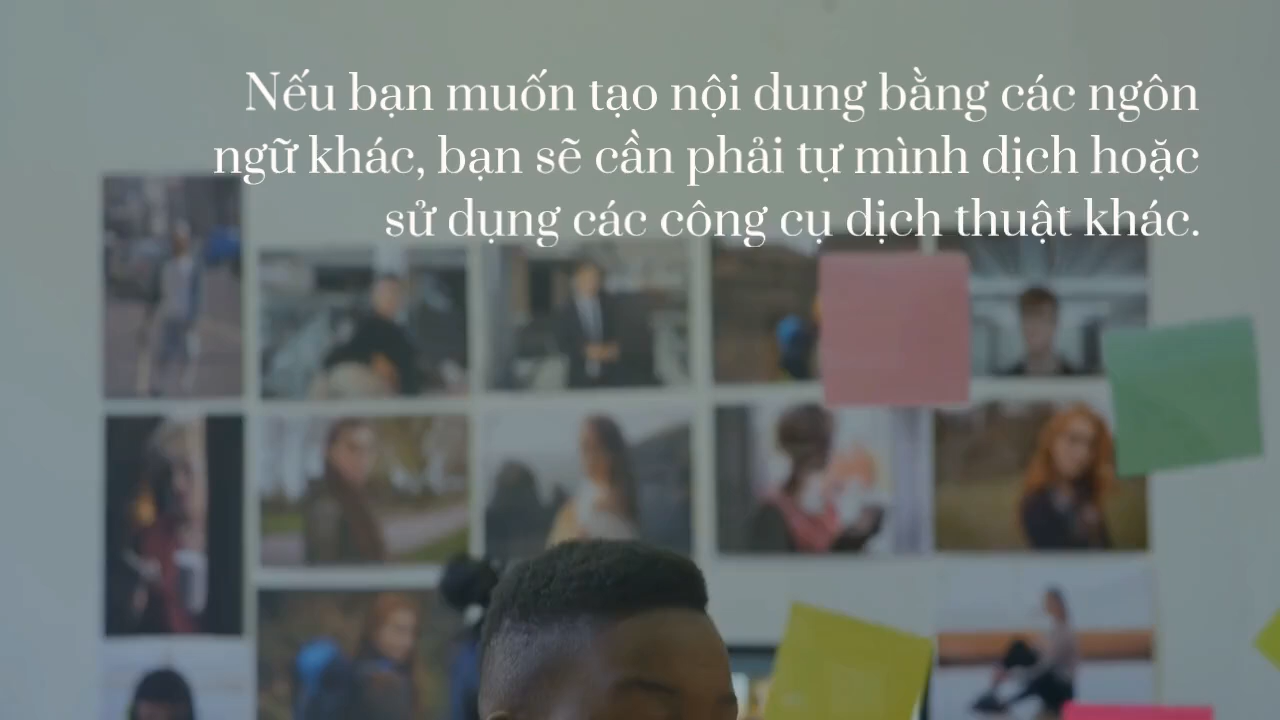 Nếu bạn muốn tạo nội dung bằng các ngôn
ngữ khác, bạn sẽ cần phải tự mình dịch hoặc
sử dụng các công cụ dịch thuật khác.